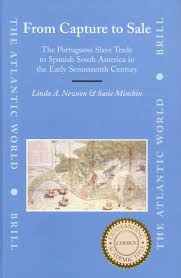 From Capture to Sale
The Portuguese Slave Trade
to Spanish South America in
the Early Seventeenth Century
Linda A. Newson & Susie Minchin
THE ATLANTIC WORLD
BRILL
BRILL
THE ATLANTIC WORLD
CHOICE